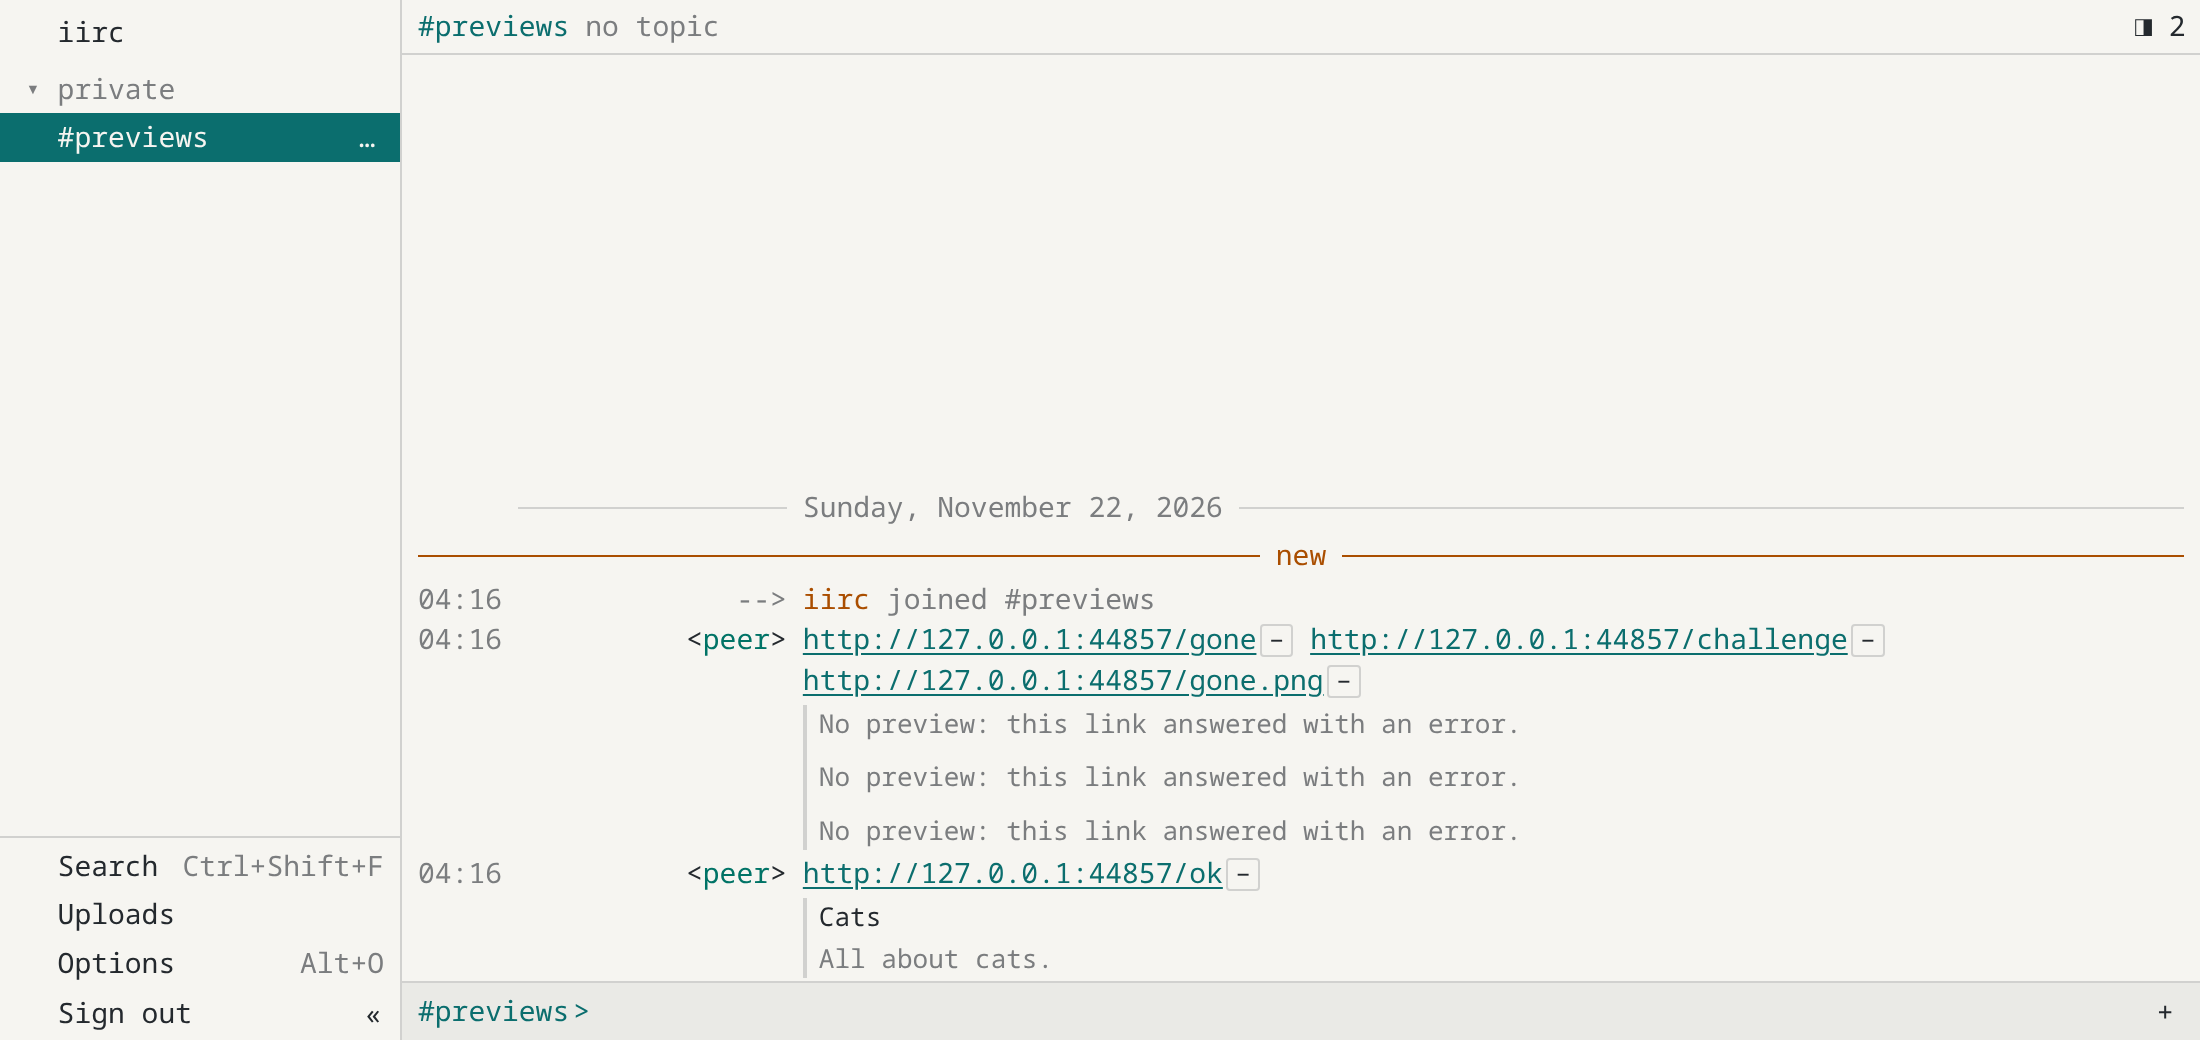 iirc
▾ private
#previews …
Search Ctrl+Shift+F
Uploads
Options Alt+O
Sign out «
#previews no topic ◨ 2
Sunday, November 22, 2026
new
04:16 --> iirc joined #previews
04:16 <peer> http://127.0.0.1:44857/gone − http://127.0.0.1:44857/challenge −
http://127.0.0.1:44857/gone.png −
No preview: this link answered with an error.
No preview: this link answered with an error.
No preview: this link answered with an error.
04:16 <peer> http://127.0.0.1:44857/ok −
Cats
All about cats.
#previews> +